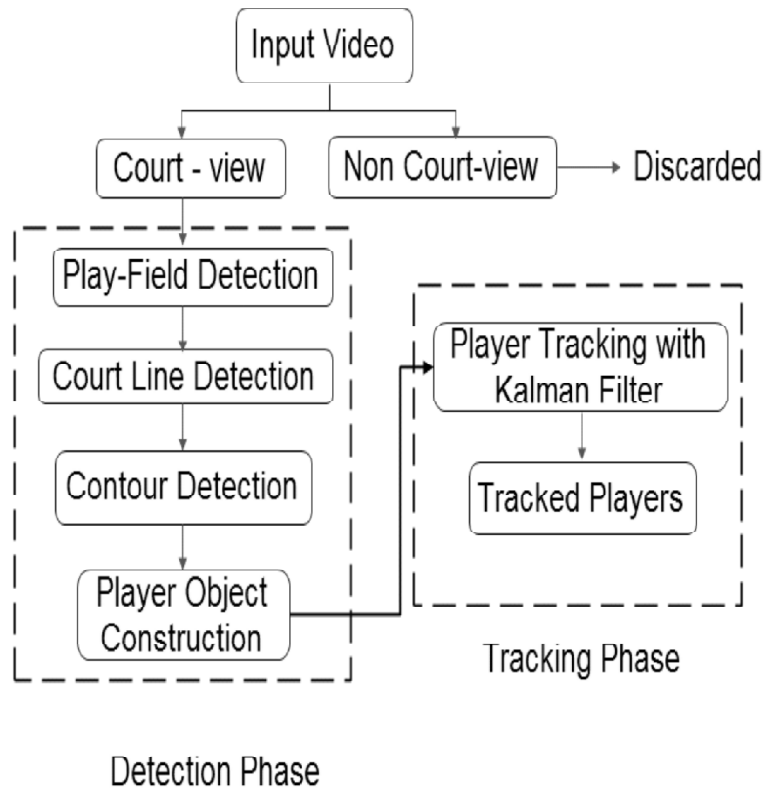 Input Video
Court - view
Non Court-view
Discarded
Play-Field Detection
Court Line Detection
Contour Detection
Player Object
Construction
Player Tracking with
Kalman Filter
Tracked Players
Tracking Phase
Detection Phase